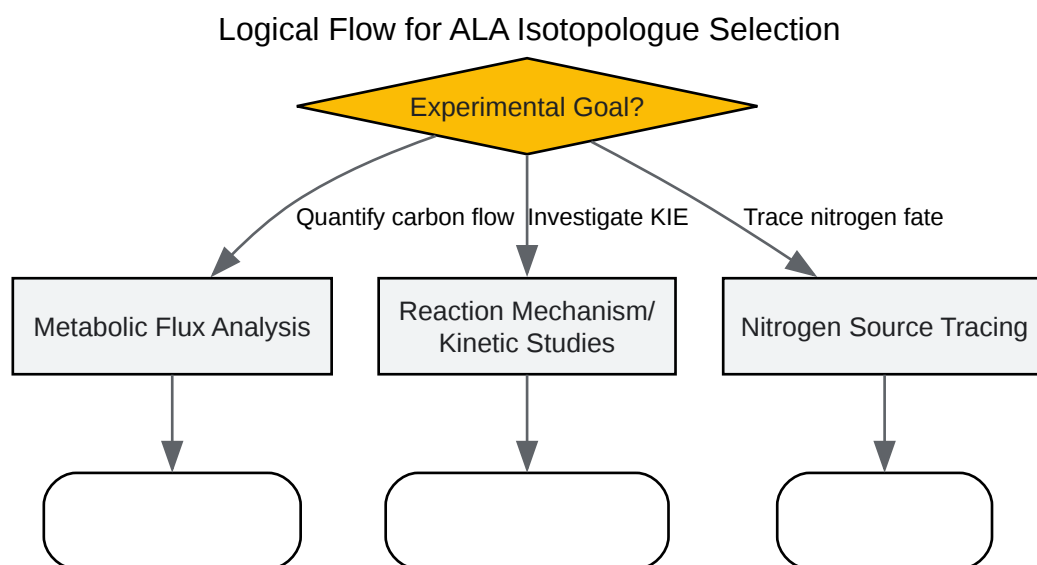 Logical Flow for ALA Isotopologue Selection
Experimental Goal?
Quantify carbon flow
Investigate KIE
Trace nitrogen fate
Metabolic Flux Analysis
Reaction Mechanism/
Kinetic Studies
Nitrogen Source Tracing